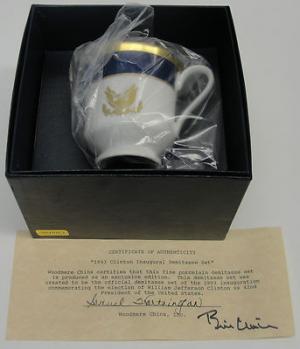 CERTIFICATE OF AUTHENTICITY
"1993 Clinton Inaugural Demitasse Set"
Woodmere China certifies that this fine porcelain demitasse set
is produced as an exclusive edition. This demitasse set was
created to be the official demitasse set of the 1993 inauguration
commemorating the election of William Jefferson Clinton as 42nd
President of the United States.
Woodmere China, Inc.
Bill Clinton